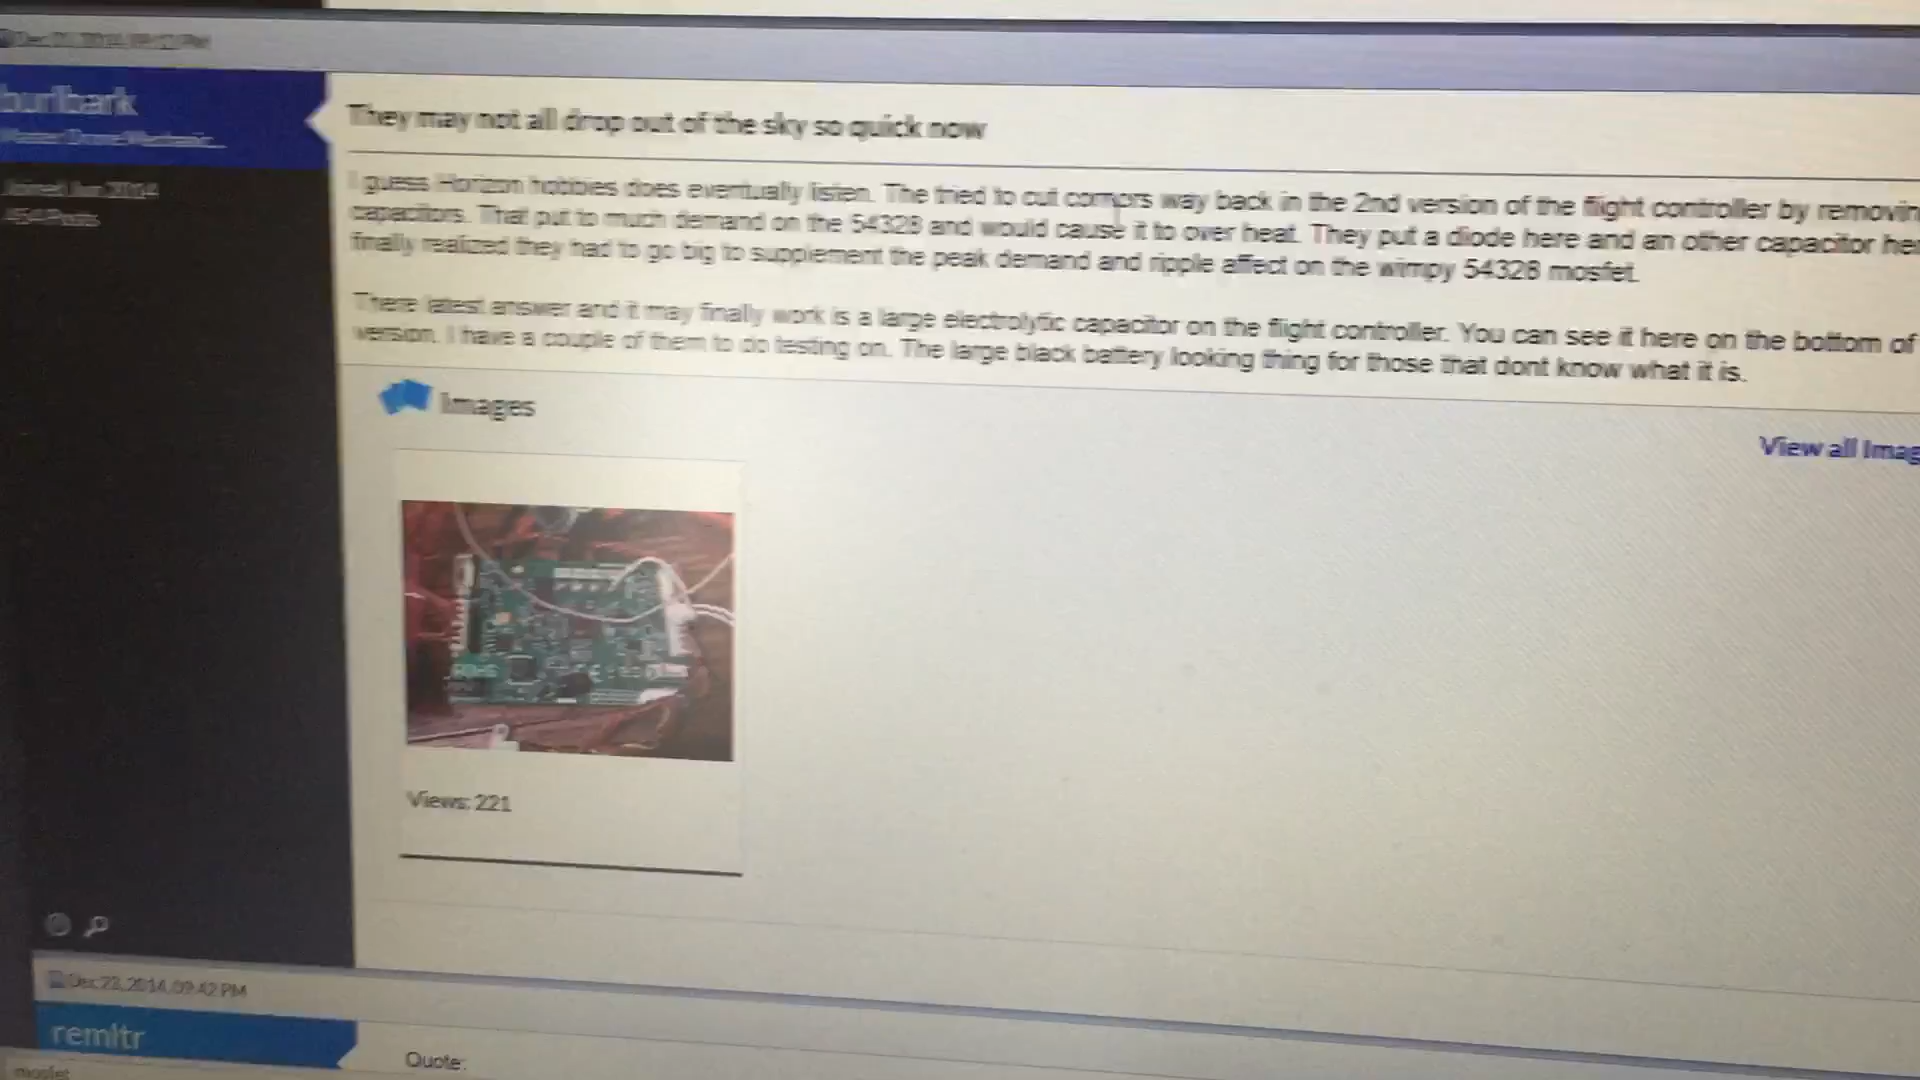 burlbark
They may not all drop out of the sky so quick now
I guess Horizon hobbies does eventually listen. The tried to cut corners way back in the 2nd version of the flight controller by removin
capacitors. That put to much demand on the 54328 and would cause it to over heat. They put a diode here and an other capacitor her
finally realized they had to go big to supplement the peak demand and ripple affect on the wimpy 54328 mosfet.
There latest answer and it may finally work is a large electrolytic capacitor on the flight controller. You can see it here on the bottom of
version. I have a couple of them to do testing on. The large black battery looking thing for those that dont know what it is.
Images
View all Imag
Views: 221
Dec 23, 2014, 09:42 PM
remltr
Quote:
mosfet